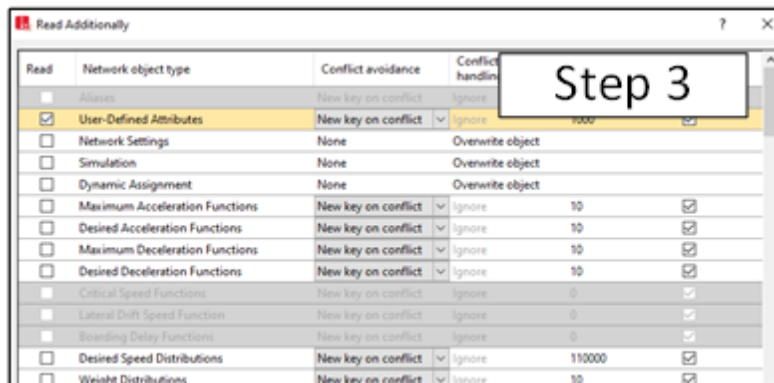 Read Additionally ? ×
Read Network object type Conflict avoidance Conflict handling
Step 3
Aliases New key on conflict Ignore
User-Defined Attributes New key on conflict Ignore 1000
Network Settings None Overwrite object
Simulation None Overwrite object
Dynamic Assignment None Overwrite object
Maximum Acceleration Functions New key on conflict Ignore 10
Desired Acceleration Functions New key on conflict Ignore 10
Maximum Deceleration Functions New key on conflict Ignore 10
Desired Deceleration Functions New key on conflict Ignore 10
Critical Speed Functions New key on conflict Ignore 0
Lateral Drift Speed Function New key on conflict Ignore 0
Boarding Delay Functions New key on conflict Ignore 0
Desired Speed Distributions New key on conflict Ignore 110000
Weight Distributions New key on conflict Ignore 10